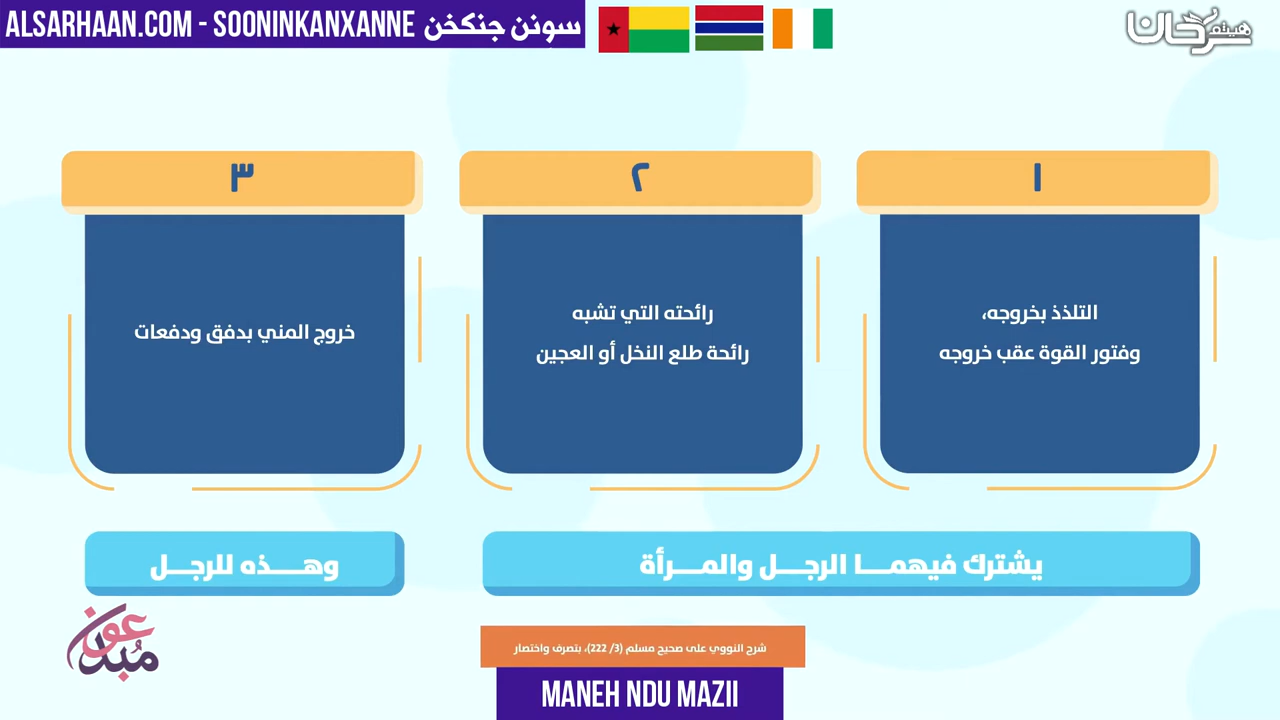 ALSARHAAN.COM - SOONINKANXANNE سونن جنكخن
هيثم سرحان
١
التلذذ بخروجه،
وفتور القوة عقب خروجه
٢
رائحته التي تشبه
رائحة طلع النخل أو العجين
٣
خروج المني بدفق ودفعات
يشترك فيهمـــا الرجـــل والمـــرأة
وهـــذه للرجـــل
مبدعون
شرح النووي على صحيح مسلم (3/ 222)، بتصرف واختصار
MANEH NDU MAZII